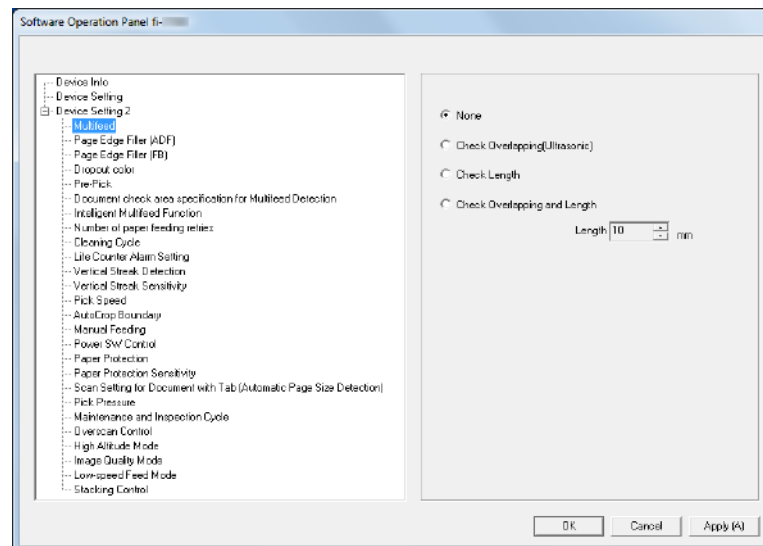 Software Operation Panel fi-
Device Info
Device Setting
Device Setting 2
Multifeed
Page Edge Filler (ADF)
Page Edge Filler (FB)
Dropout color
Pre-Pick
Document check area specification for Multifeed Detection
Intelligent Multifeed Function
Number of paper feeding retries
Cleaning Cycle
Life Counter Alarm Setting
Vertical Streak Detection
Vertical Streak Sensitivity
Pick Speed
AutoCrop Boundary
Manual Feeding
Power SW Control
Paper Protection
Paper Protection Sensitivity
Scan Setting for Document with Tab (Automatic Page Size Detection)
Pick Pressure
Maintenance and Inspection Cycle
Overscan Control
High Altitude Mode
Image Quality Mode
Low-speed Feed Mode
Stacking Control
None
Check Overlapping(Ultrasonic)
Check Length
Check Overlapping and Length
Length 10 mm
OK Cancel Apply (A)